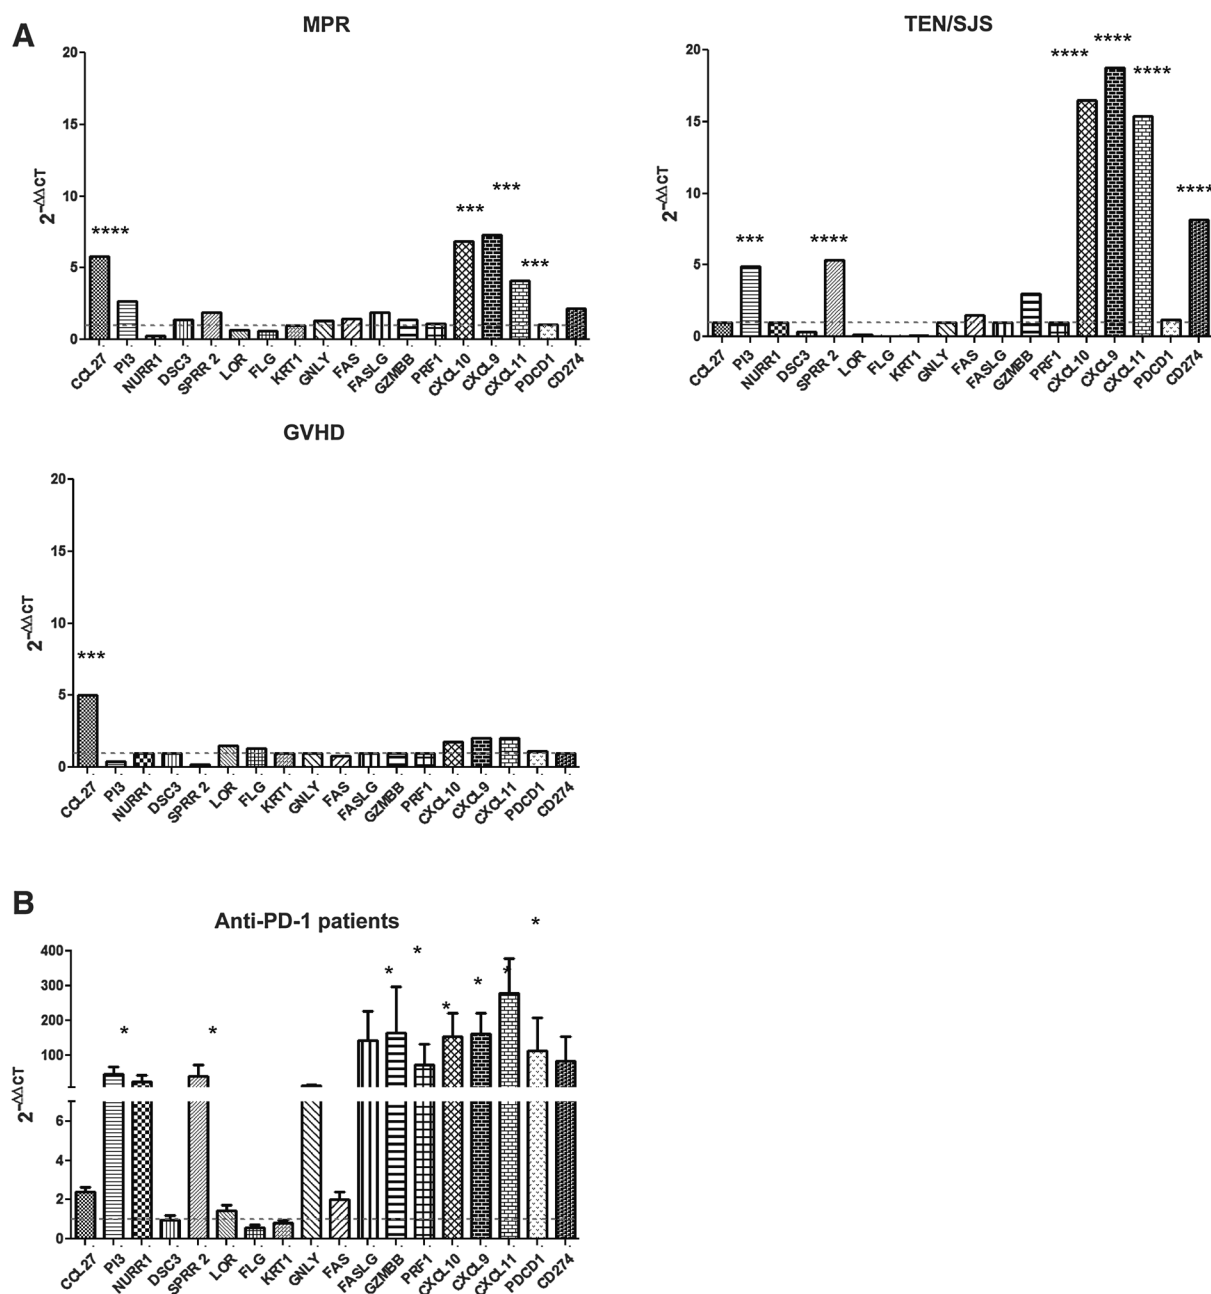 A
MPR
20
15
10
5
0
2^-ΔΔCT
****
***
***
***
CCL27
PI3
NURR1
DSC3
SPRR 2
LOR
FLG
KRT1
GNLY
FAS
FASLG
GZMBB
PRF1
CXCL10
CXCL9
CXCL11
PDCD1
CD274
TEN/SJS
20
15
10
5
0
2^-ΔΔCT
***
****
****
****
****
****
CCL27
PI3
NURR1
DSC3
SPRR 2
LOR
FLG
KRT1
GNLY
FAS
FASLG
GZMBB
PRF1
CXCL10
CXCL9
CXCL11
PDCD1
CD274
GVHD
20
15
10
5
0
2^-ΔΔCT
***
CCL27
PI3
NURR1
DSC3
SPRR 2
LOR
FLG
KRT1
GNLY
FAS
FASLG
GZMBB
PRF1
CXCL10
CXCL9
CXCL11
PDCD1
CD274
B
Anti-PD-1 patients
400
300
200
100
6
4
2
0
2^-ΔΔCT
*
*
*
*
*
*
*
*
CCL27
PI3
NURR1
DSC3
SPRR 2
LOR
FLG
KRT1
GNLY
FAS
FASLG
GZMBB
PRF1
CXCL10
CXCL9
CXCL11
PDCD1
CD274